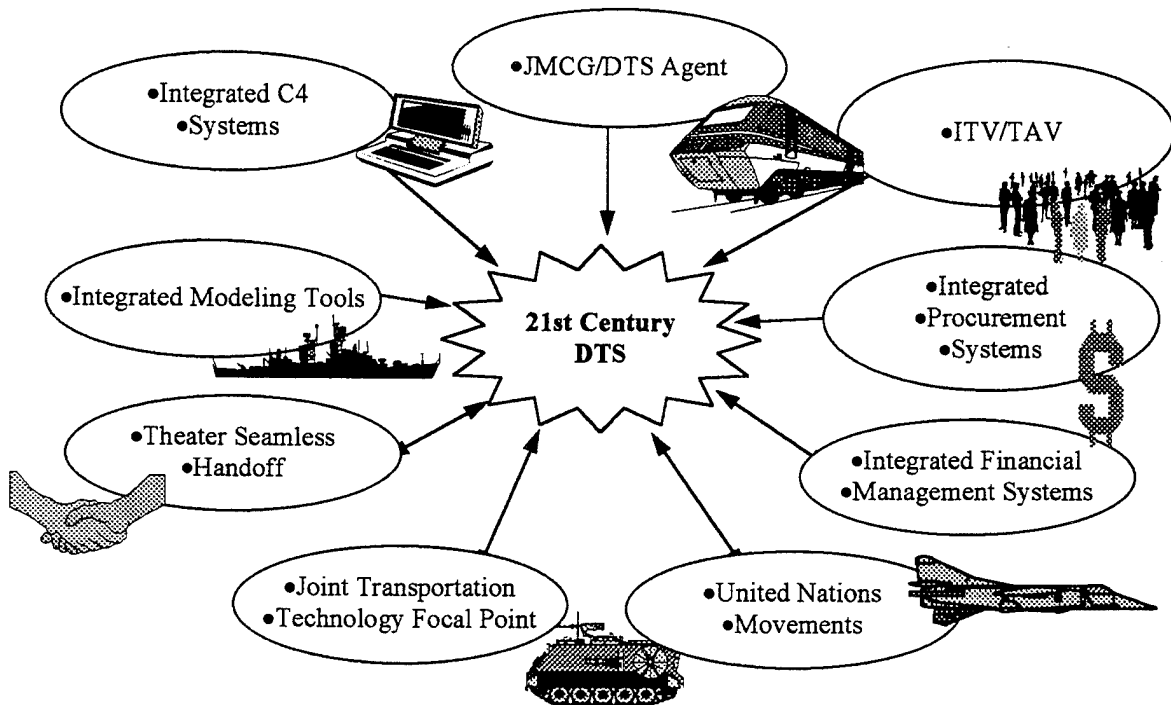 •JMCG/DTS Agent
•Integrated C4
•Systems
•ITV/TAV
•Integrated Modeling Tools
21st Century
DTS
•Integrated
•Procurement
•Systems
•Theater Seamless
•Handoff
•Integrated Financial
•Management Systems
•Joint Transportation
•Technology Focal Point
•United Nations
•Movements